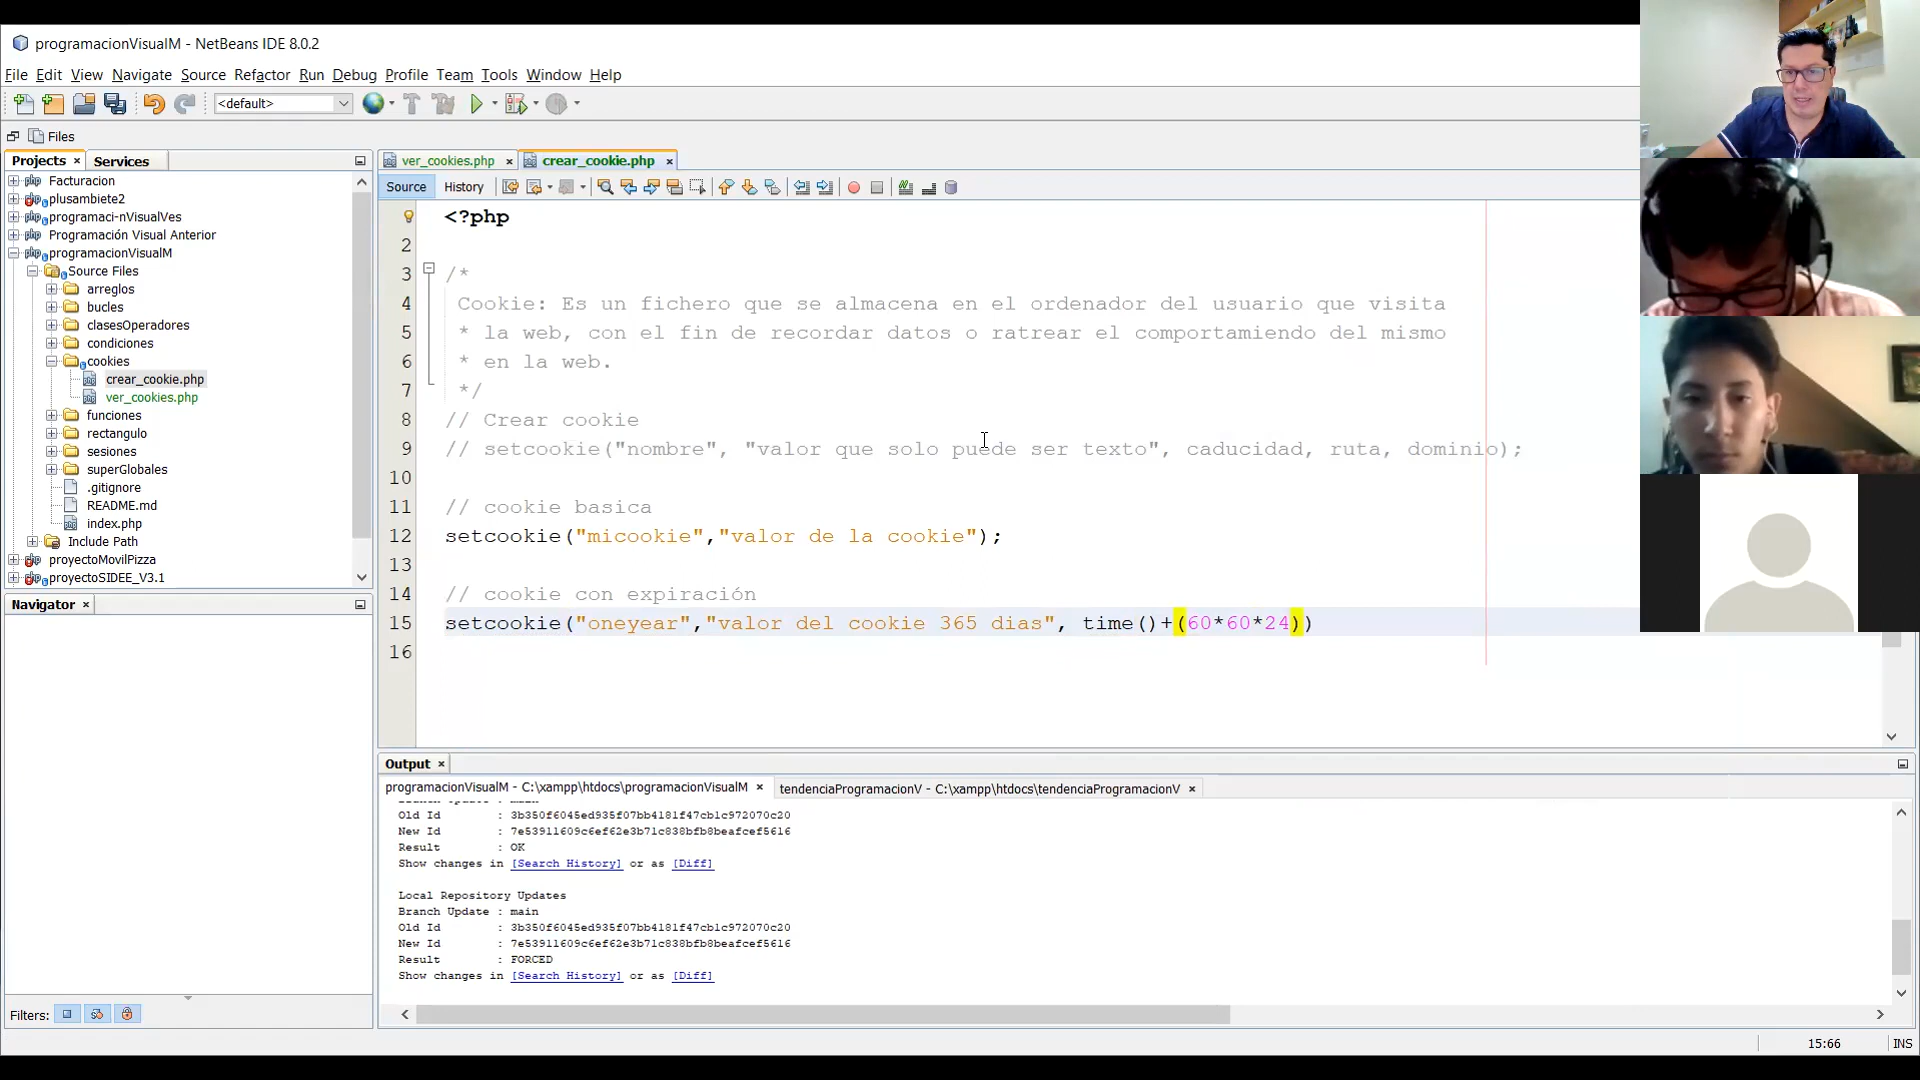 programacionVisualM - NetBeans IDE 8.0.2
File Edit View Navigate Source Refactor Run Debug Profile Team Tools Window Help
<default>
Files
Projects Services
Facturacion
plusambiete2
programaci-nVisualVes
Programación Visual Anterior
programacionVisualM
Source Files
arreglos
bucles
clasesOperadores
condiciones
cookies
crear_cookie.php
ver_cookies.php
funciones
rectangulo
sesiones
superGlobales
.gitignore
README.md
index.php
Include Path
proyectoMovilPizza
proyectoSIDEE_V3.1
Navigator
Filters:
ver_cookies.php crear_cookie.php
Source History
<?php
2
3 /*
4 Cookie: Es un fichero que se almacena en el ordenador del usuario que visita
5 * la web, con el fin de recordar datos o ratrear el comportamiendo del mismo
6 * en la web.
7 */
8 // Crear cookie
9 // setcookie("nombre", "valor que solo puede ser texto", caducidad, ruta, dominio);
10
11 // cookie basica
12 setcookie("micookie","valor de la cookie");
13
14 // cookie con expiración
15 setcookie("oneyear","valor del cookie 365 dias", time()+(60*60*24))
16
Output
programacionVisualM - C:\xampp\htdocs\programacionVisualM tendenciaProgramacionV - C:\xampp\htdocs\tendenciaProgramacionV
Branch Update : main
Old Id : 3b350f6045ed935f07bb4181f47cb1c972070c20
New Id : 7e53911609c6ef62e3b71c838bfb8beafcef5616
Result : OK
Show changes in [Search History] or as [Diff]
Local Repository Updates
Branch Update : main
Old Id : 3b350f6045ed935f07bb4181f47cb1c972070c20
New Id : 7e53911609c6ef62e3b71c838bfb8beafcef5616
Result : FORCED
Show changes in [Search History] or as [Diff]
15:66 INS